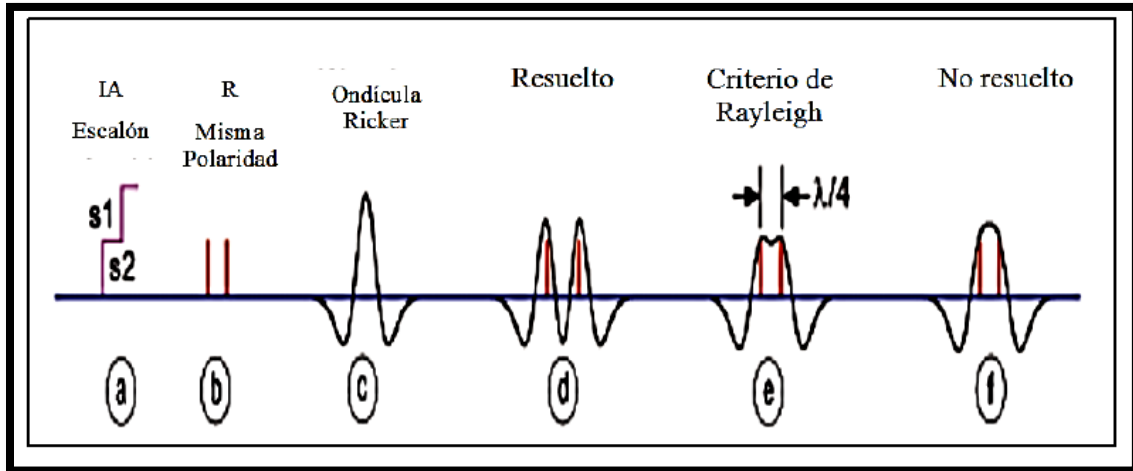 IA
Escalón
R
Misma
Polaridad
Ondícula
Ricker
Resuelto
Criterio de
Rayleigh
No resuelto
s1
s2
λ/4
a
b
c
d
e
f